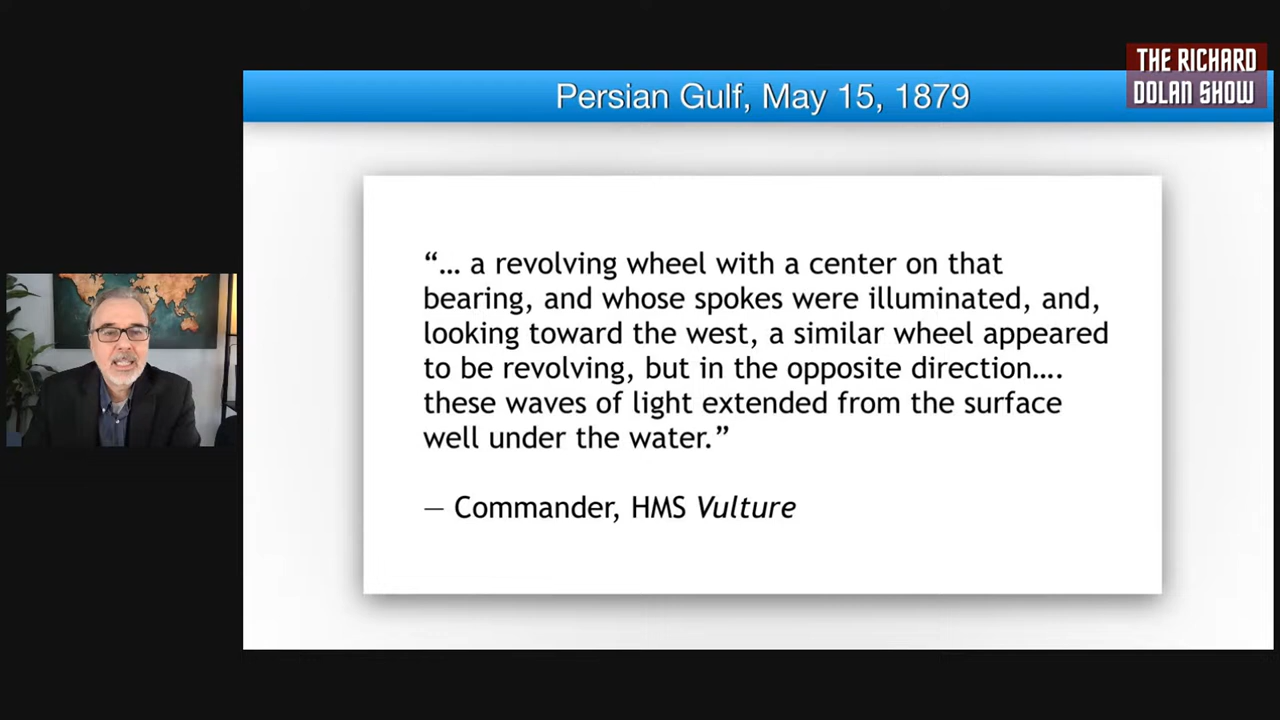 THE RICHARD
DOLAN SHOW
Persian Gulf, May 15, 1879
“… a revolving wheel with a center on that
bearing, and whose spokes were illuminated, and,
looking toward the west, a similar wheel appeared
to be revolving, but in the opposite direction….
these waves of light extended from the surface
well under the water.”
— Commander, HMS Vulture